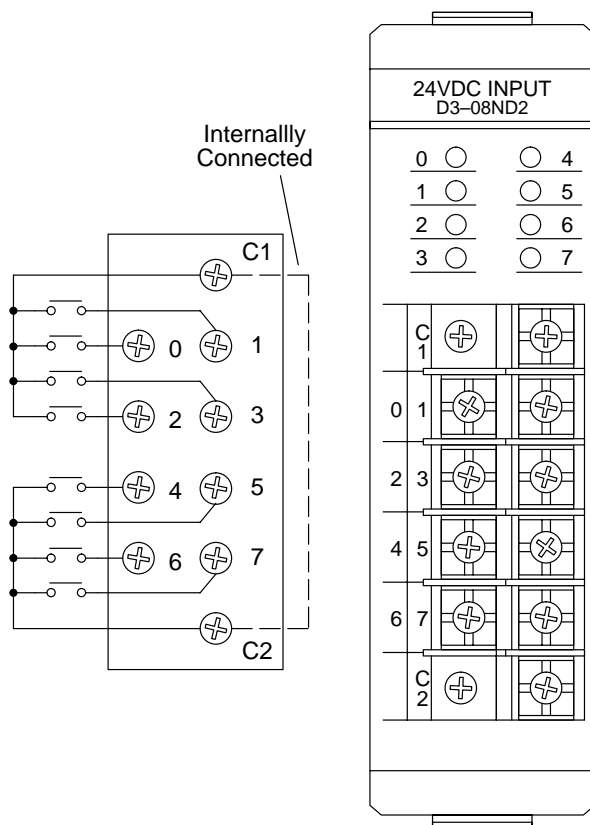 24VDC INPUT
D3–08ND2
0 4
1 5
2 6
3 7
Internallly
Connected
C1
0 1
2 3
4 5
6 7
C2
C
1
0 1
2 3
4 5
6 7
C
2